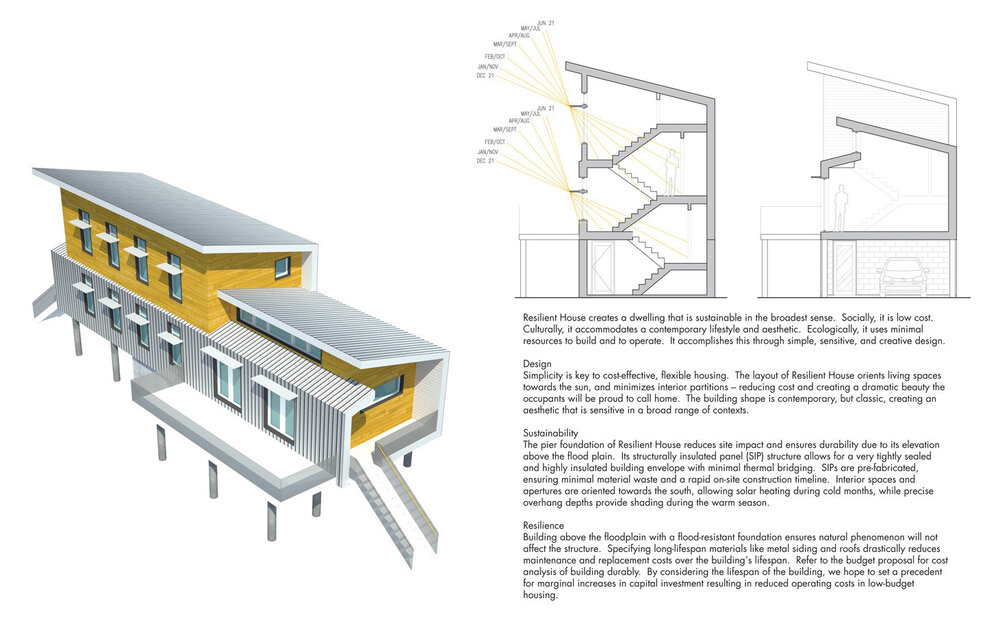 JUN 21
MAY/JUL
APR/AUG
MAR/SEPT
FEB/OCT
JAN/NOV
DEC 21
JUN 21
MAY/JUL
APR/AUG
MAR/SEPT
FEB/OCT
JAN/NOV
DEC 21
Resilient House creates a dwelling that is sustainable in the broadest sense.  Socially, it is low cost.
Culturally, it accommodates a contemporary lifestyle and aesthetic.  Ecologically, it uses minimal
resources to build and to operate.  It accomplishes this through simple, sensitive, and creative design.
Design
Simplicity is key to cost-effective, flexible housing.  The layout of Resilient House orients living spaces
towards the sun, and minimizes interior partitions – reducing cost and creating a dramatic beauty the
occupants will be proud to call home.  The building shape is contemporary, but classic, creating an
aesthetic that is sensitive in a broad range of contexts.
Sustainability
The pier foundation of Resilient House reduces site impact and ensures durability due to its elevation
above the flood plain.  Its structurally insulated panel (SIP) structure allows for a very tightly sealed
and highly insulated building envelope with minimal thermal bridging.  SIPs are pre-fabricated,
ensuring minimal material waste and a rapid on-site construction timeline.  Interior spaces and
apertures are oriented towards the south, allowing solar heating during cold months, while precise
overhang depths provide shading during the warm season.
Resilience
Building above the floodplain with a flood-resistant foundation ensures natural phenomenon will not
affect the structure.  Specifying long-lifespan materials like metal siding and roofs drastically reduces
maintenance and replacement costs over the building's lifespan.  Refer to the budget proposal for cost
analysis of building durably.  By considering the lifespan of the building, we hope to set a precedent
for marginal increases in capital investment resulting in reduced operating costs in low-budget
housing.